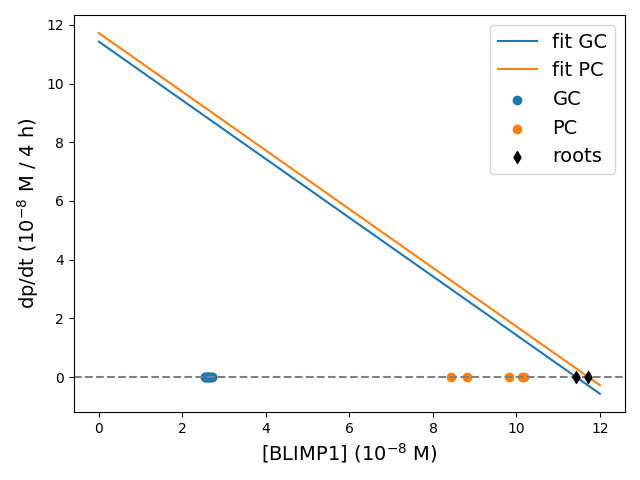 12
10
8
6
4
2
0
dp/dt (10⁻⁸ M / 4 h)
fit GC
fit PC
GC
PC
roots
0 2 4 6 8 10 12
[BLIMP1] (10⁻⁸ M)